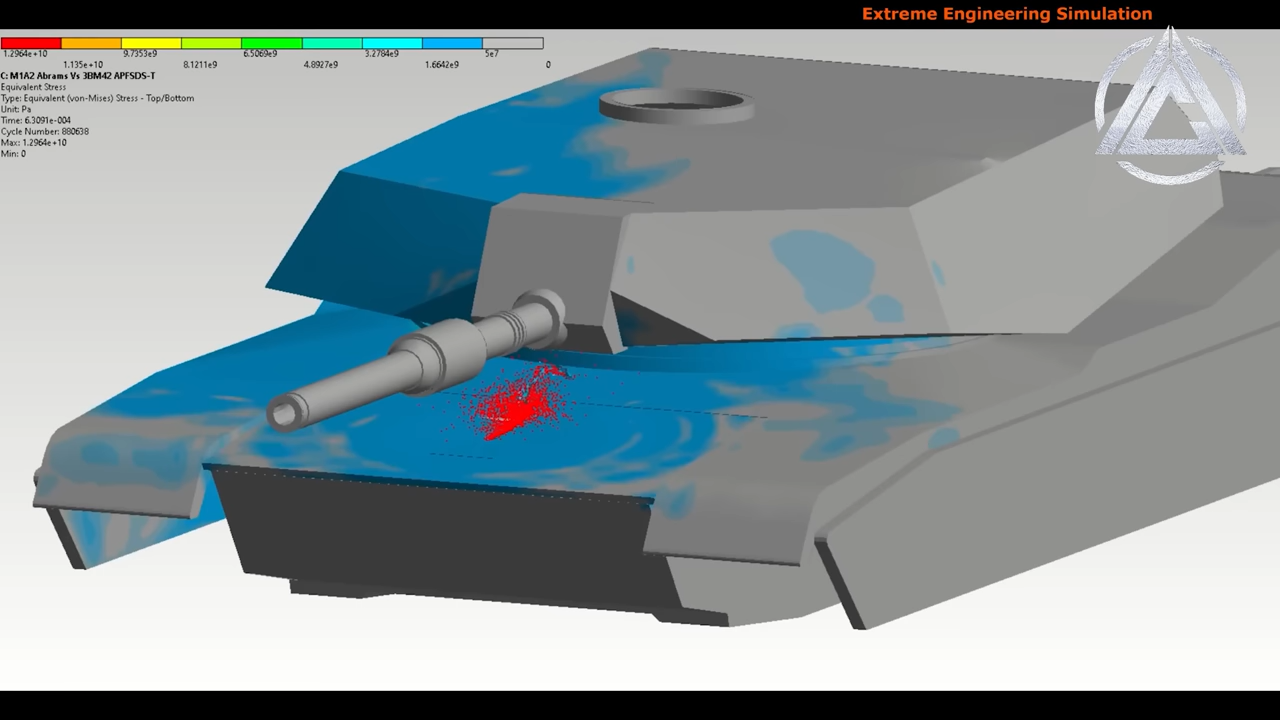 Extreme Engineering Simulation
1.2964e+10 9.7353e9 6.5069e9 3.2784e9 5e7
1.135e+10 8.1211e9 4.8927e9 1.6642e9 0
C: M1A2 Abrams Vs 3BM42 APFSDS-T
Equivalent Stress
Type: Equivalent (von-Mises) Stress - Top/Bottom
Unit: Pa
Time: 6.3091e-004
Cycle Number: 880638
Max: 1.2964e+10
Min: 0